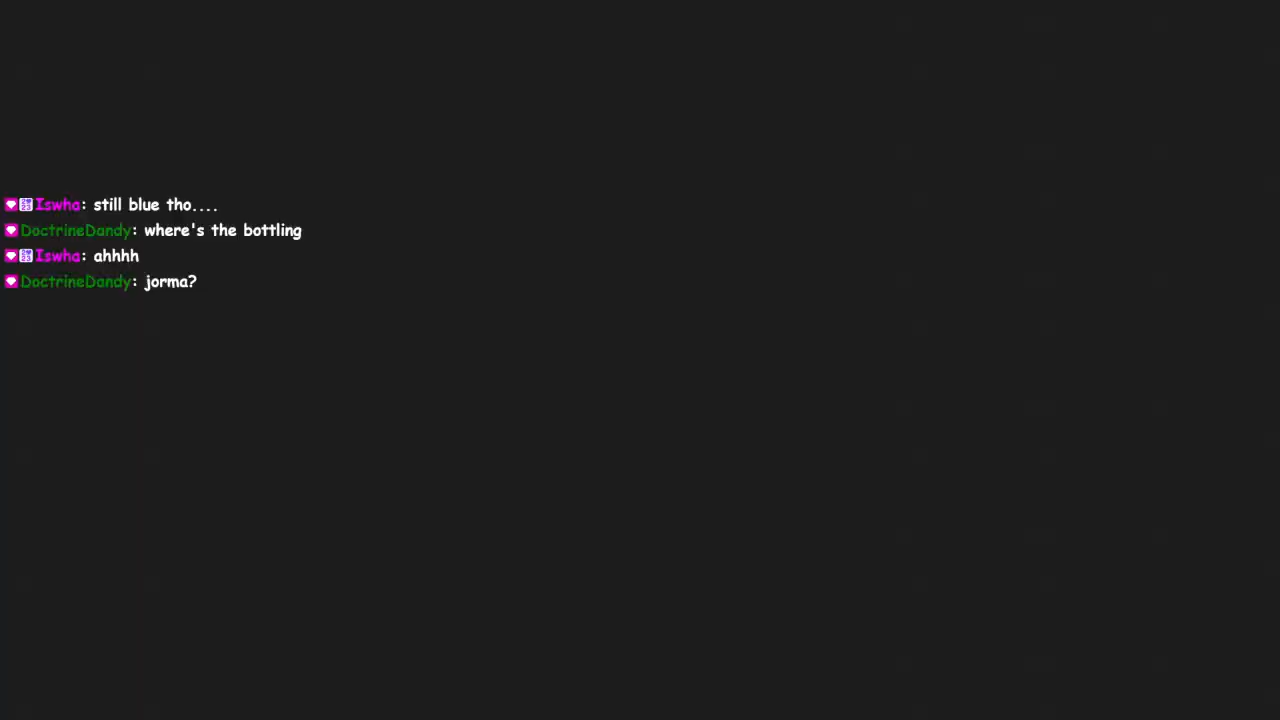 Iswha: still blue tho....
DoctrineDandy: where's the bottling
Iswha: ahhhh
DoctrineDandy: jorma?